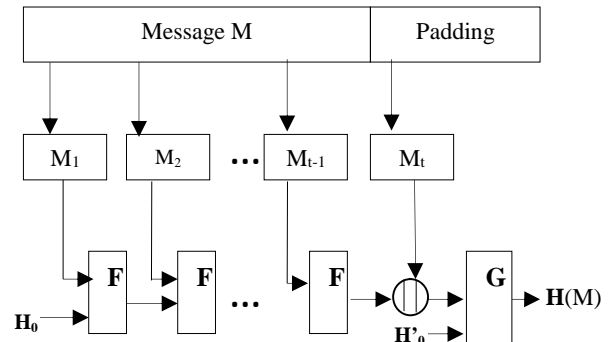 Message M Padding
M₁ M₂ ... Mₜ₋₁ Mₜ
F F ... F G H(M)
H₀ H'₀